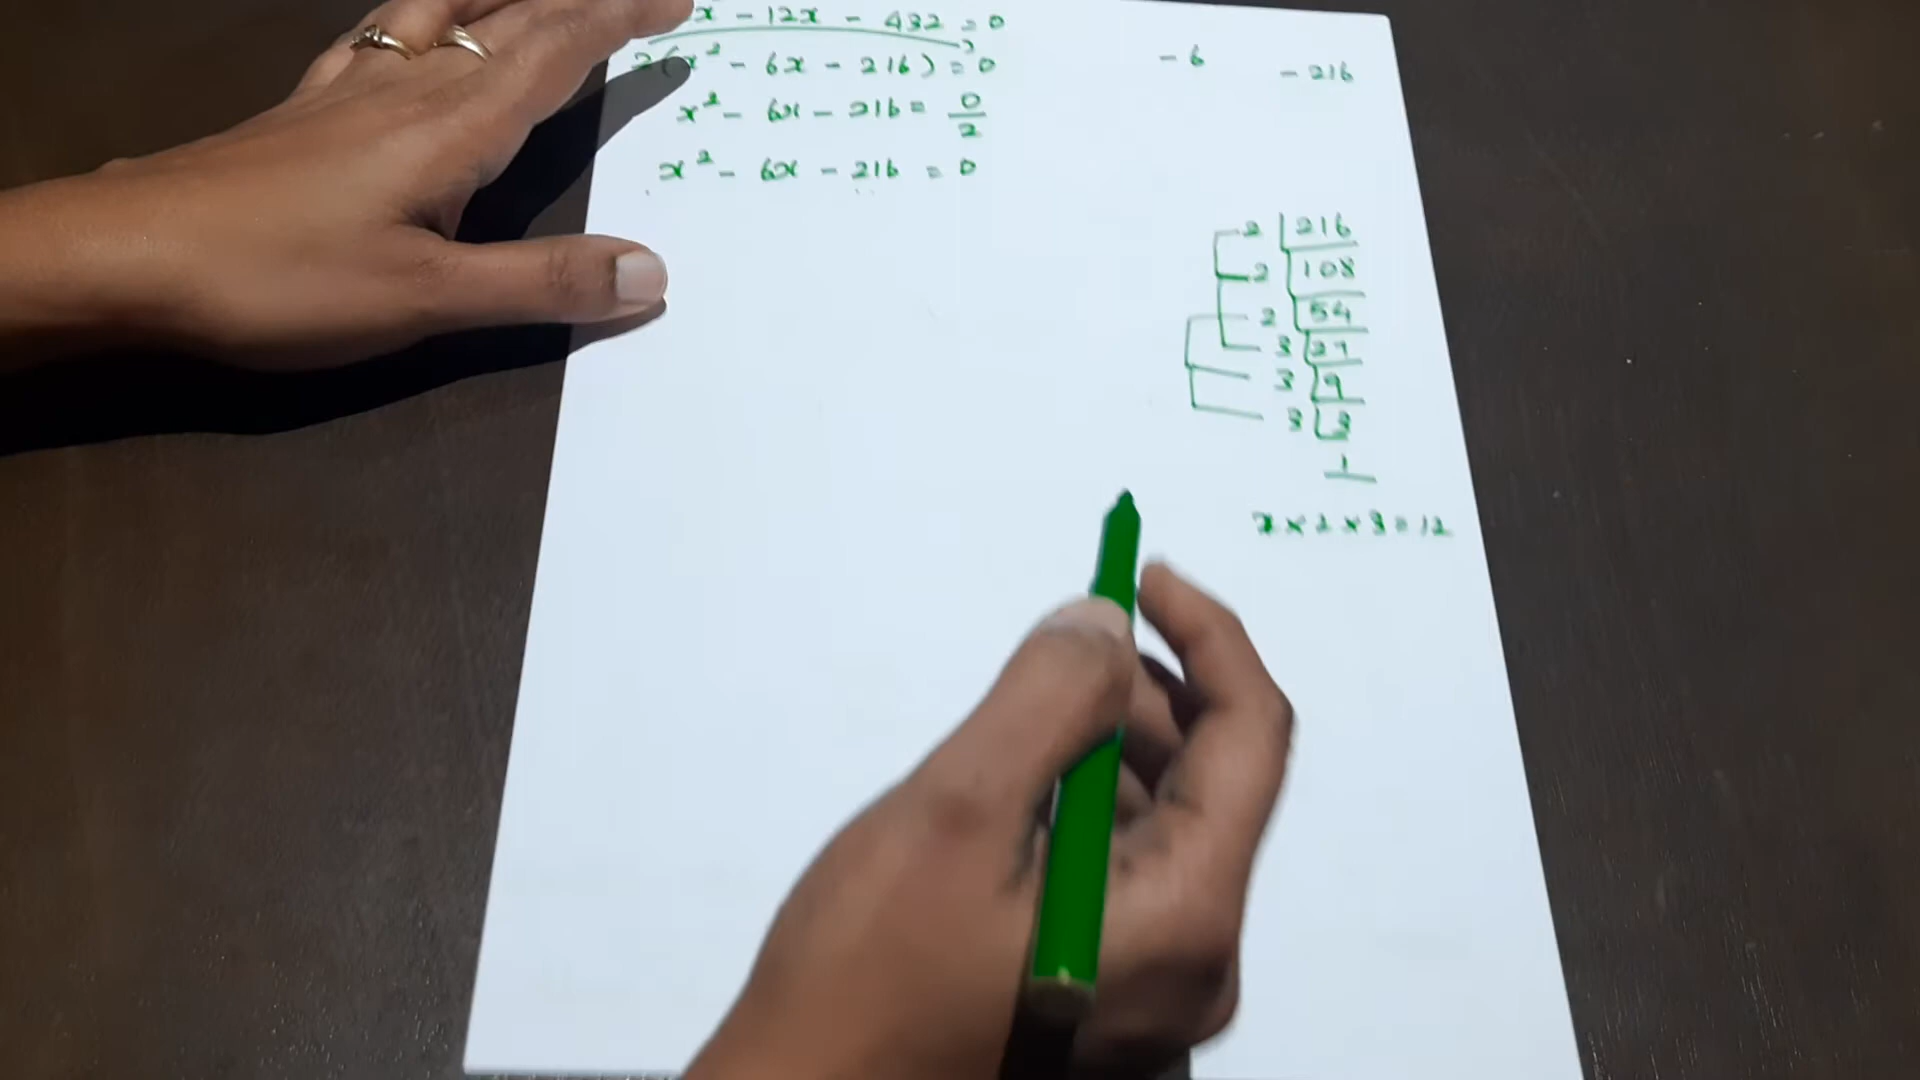 x - 12x - 432 = 0
2(x² - 6x - 216) = 0
x² - 6x - 216 = 0/2
x² - 6x - 216 = 0
- 6 - 216
2 | 216
2 | 108
2 | 54
3 | 27
3 | 9
3 | 3
1
2 x 2 x 3 = 12